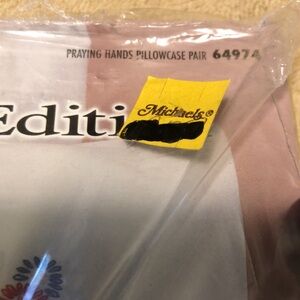 PRAYING HANDS PILLOWCASE PAIR 64974
Editi
Michaels®